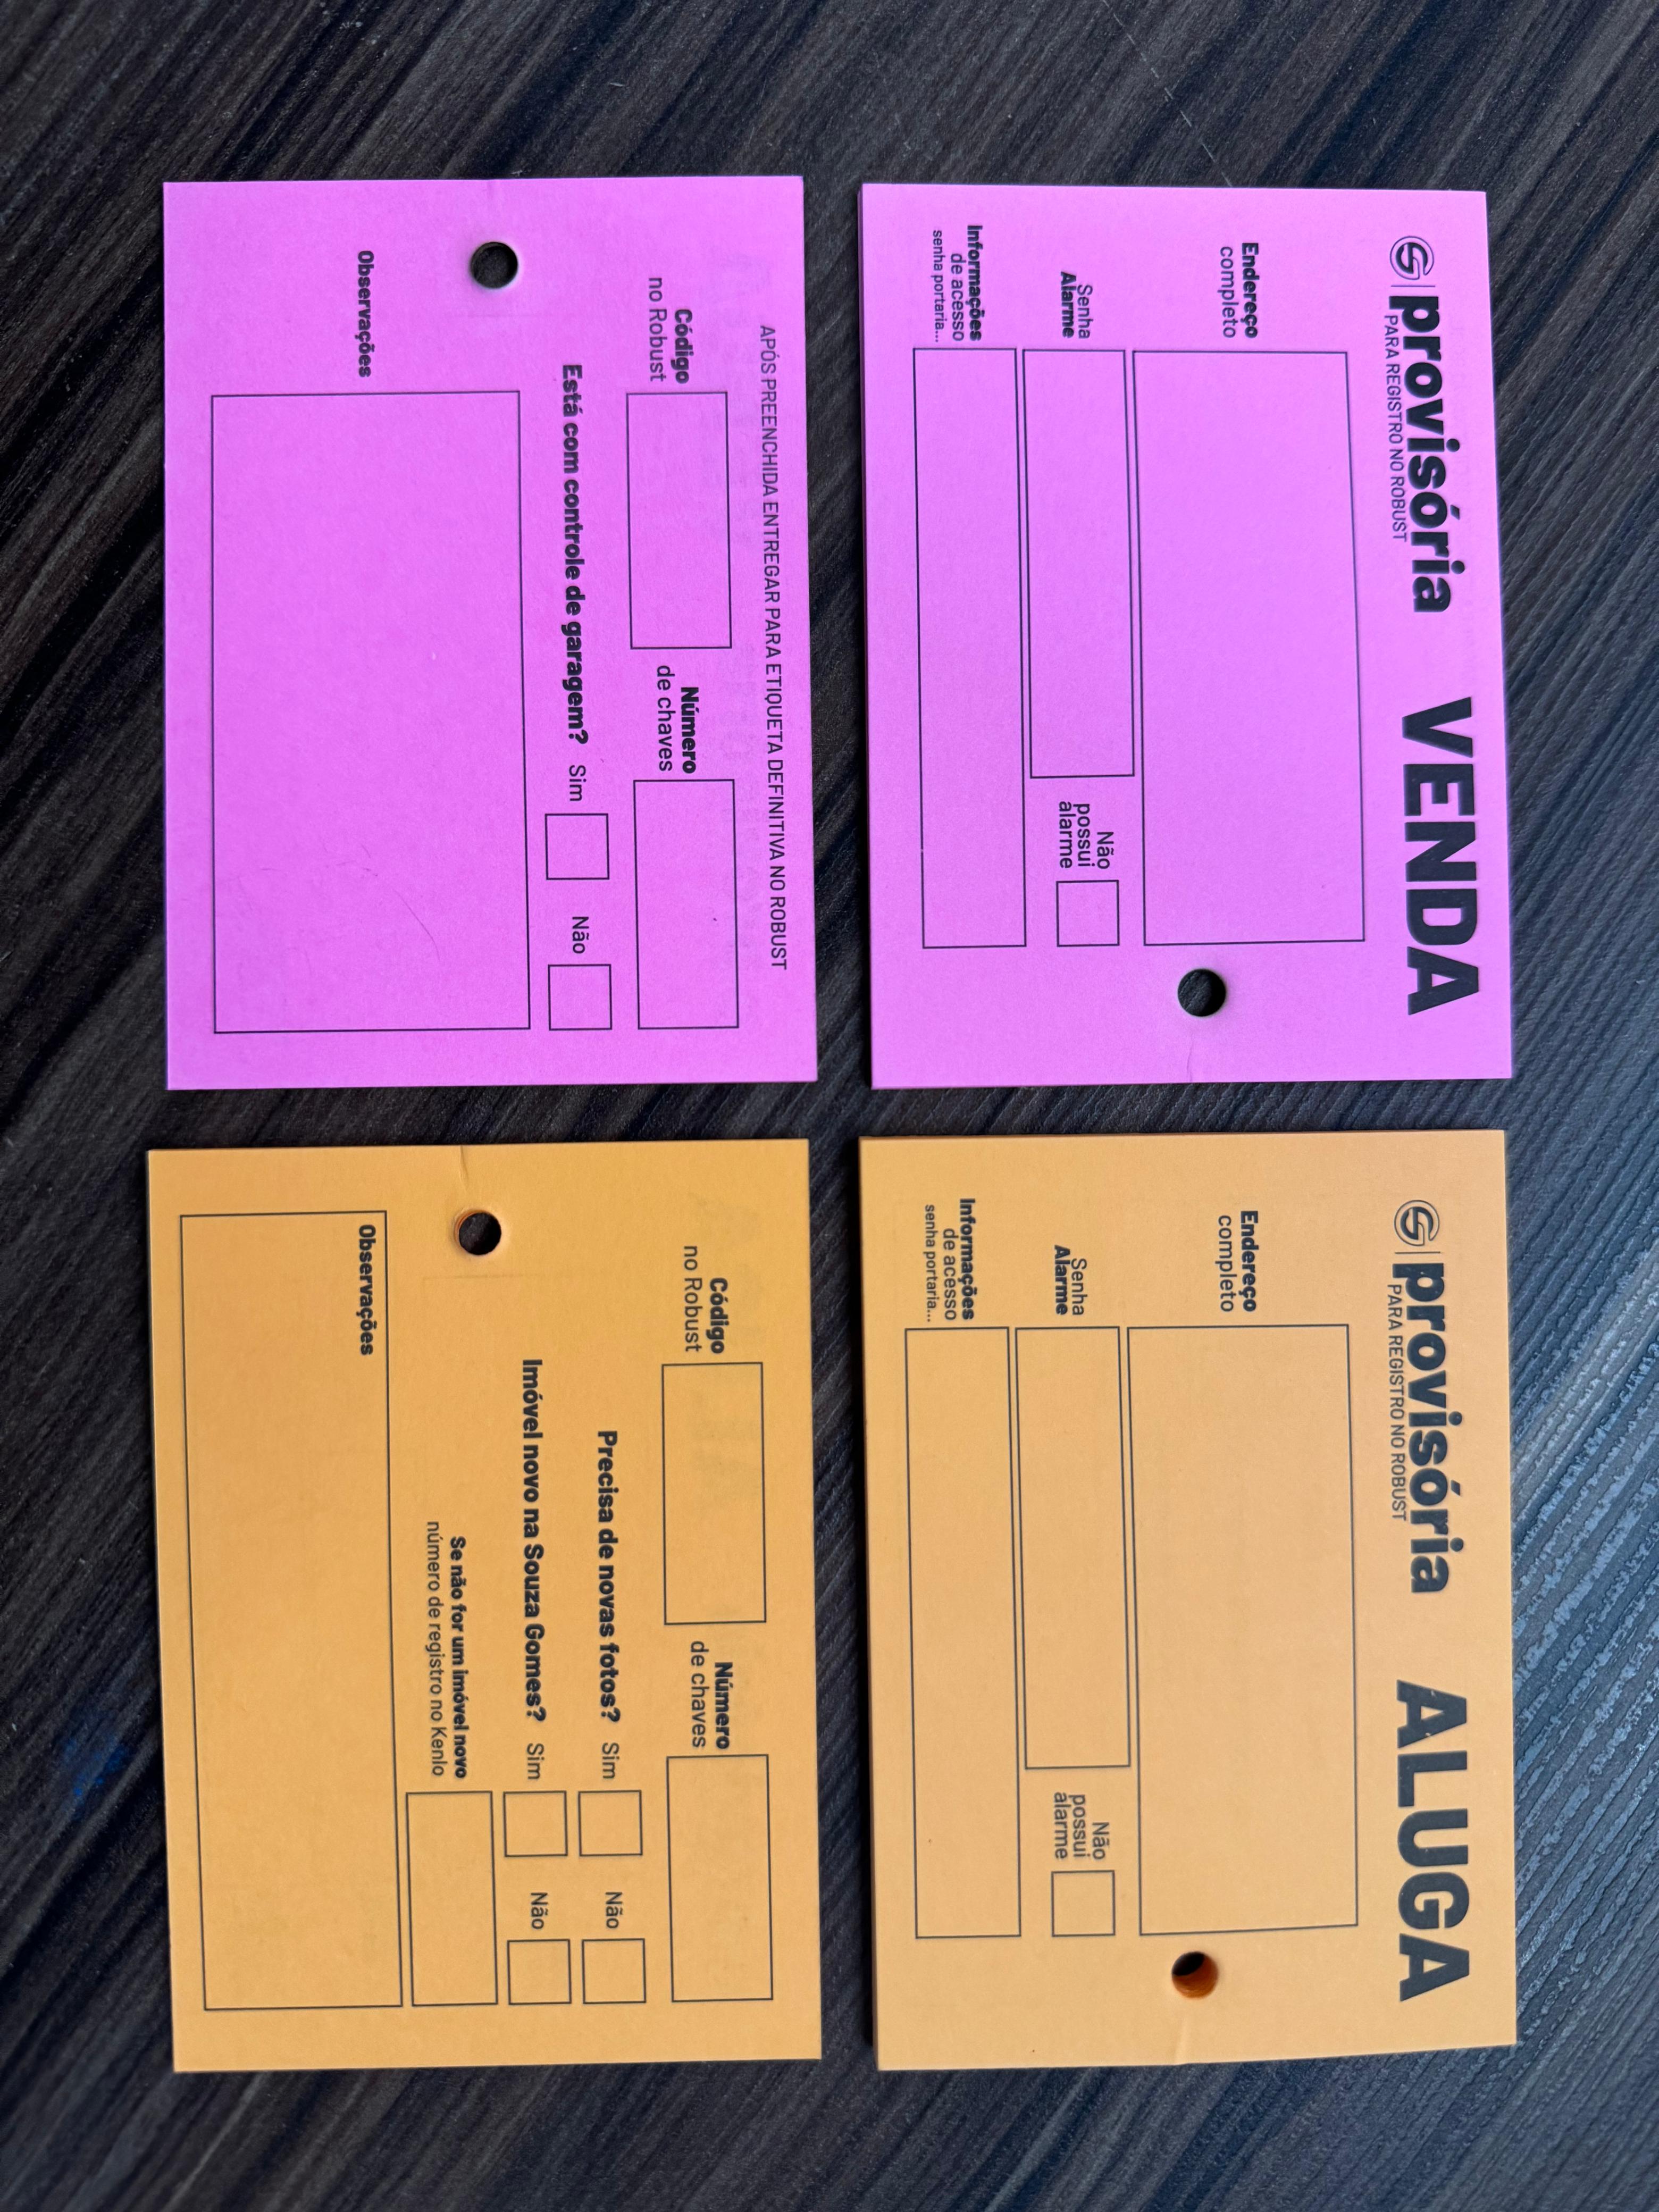 provisória VENDA
PARA REGISTRO NO ROBUST
Endereço
completo
Senha
Alarme
Não
possui
alarme
Informações
de acesso
senha portaria...
provisória ALUGA
PARA REGISTRO NO ROBUST
Endereço
completo
Senha
Alarme
Não
possui
alarme
Informações
de acesso
senha portaria...
APÓS PREENCHIDA ENTREGAR PARA ETIQUETA DEFINITIVA NO ROBUST
Código
no Robust
Número
de chaves
Está com controle de garagem? Sim Não
Observações
Código
no Robust
Número
de chaves
Precisa de novas fotos? Sim Não
Imóvel novo na Souza Gomes? Sim Não
Se não for um imóvel novo
número de registro no Kenlo
Observações